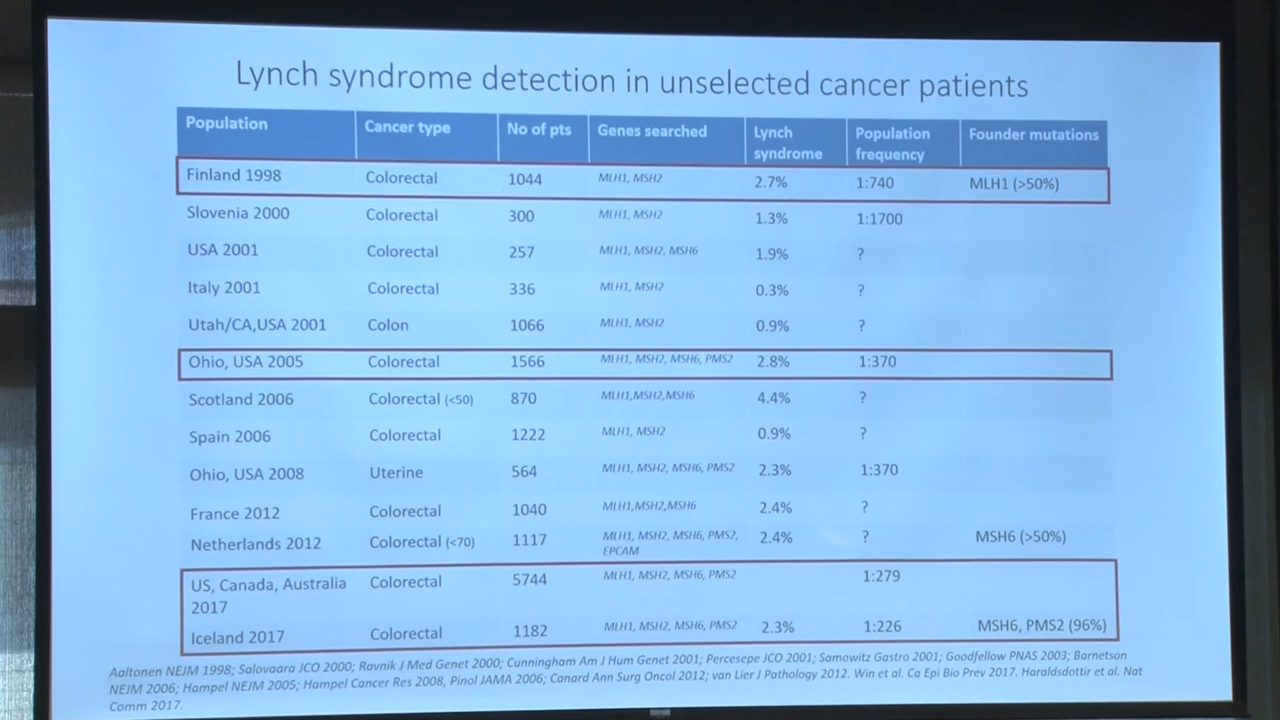 Lynch syndrome detection in unselected cancer patients
Population Cancer type No of pts Genes searched Lynch syndrome Population frequency Founder mutations
Finland 1998 Colorectal 1044 MLH1, MSH2 2.7% 1:740 MLH1 (>50%)
Slovenia 2000 Colorectal 300 MLH1, MSH2 1.3% 1:1700
USA 2001 Colorectal 257 MLH1, MSH2, MSH6 1.9% ?
Italy 2001 Colorectal 336 MLH1, MSH2 0.3% ?
Utah/CA,USA 2001 Colon 1066 MLH1, MSH2 0.9% ?
Ohio, USA 2005 Colorectal 1566 MLH1, MSH2, MSH6, PMS2 2.8% 1:370
Scotland 2006 Colorectal (<50) 870 MLH1,MSH2,MSH6 4.4% ?
Spain 2006 Colorectal 1222 MLH1, MSH2 0.9% ?
Ohio, USA 2008 Uterine 564 MLH1, MSH2, MSH6, PMS2 2.3% 1:370
France 2012 Colorectal 1040 MLH1,MSH2,MSH6 2.4% ?
Netherlands 2012 Colorectal (<70) 1117 MLH1, MSH2, MSH6, PMS2, EPCAM 2.4% ? MSH6 (>50%)
US, Canada, Australia 2017 Colorectal 5744 MLH1, MSH2, MSH6, PMS2 1:279
Iceland 2017 Colorectal 1182 MLH1, MSH2, MSH6, PMS2 2.3% 1:226 MSH6, PMS2 (96%)
Aaltonen NEJM 1998; Salovaara JCO 2000; Ravnik J Med Genet 2000; Cunningham Am J Hum Genet 2001; Percesepe JCO 2001; Samowitz Gastro 2001; Goodfellow PNAS 2003; Barnetson
NEJM 2006; Hampel NEJM 2005; Hampel Cancer Res 2008, Pinol JAMA 2006; Canard Ann Surg Oncol 2012; van Lier J Pathology 2012. Win et al. Ca Epi Bio Prev 2017. Haraldsdottir et al. Nat
Comm 2017.